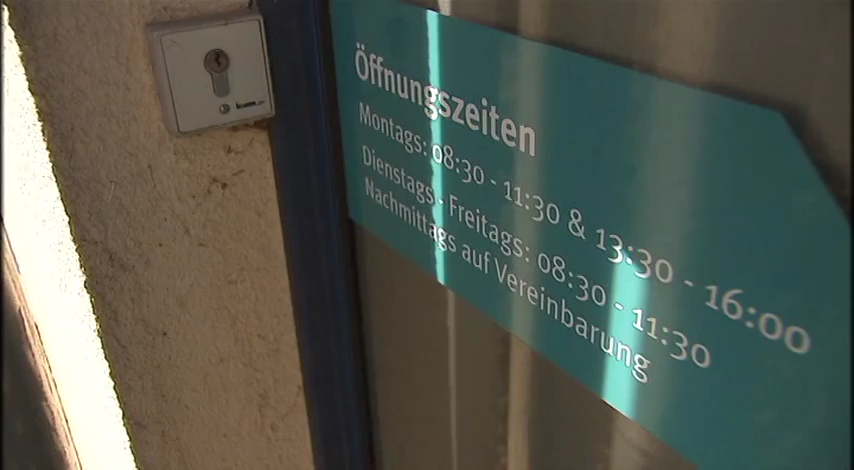 Öffnungszeiten
Montags: 08:30 - 11:30 & 13:30 - 16:00
Dienstags - Freitags: 08:30 - 11:30
Nachmittags auf Vereinbarung